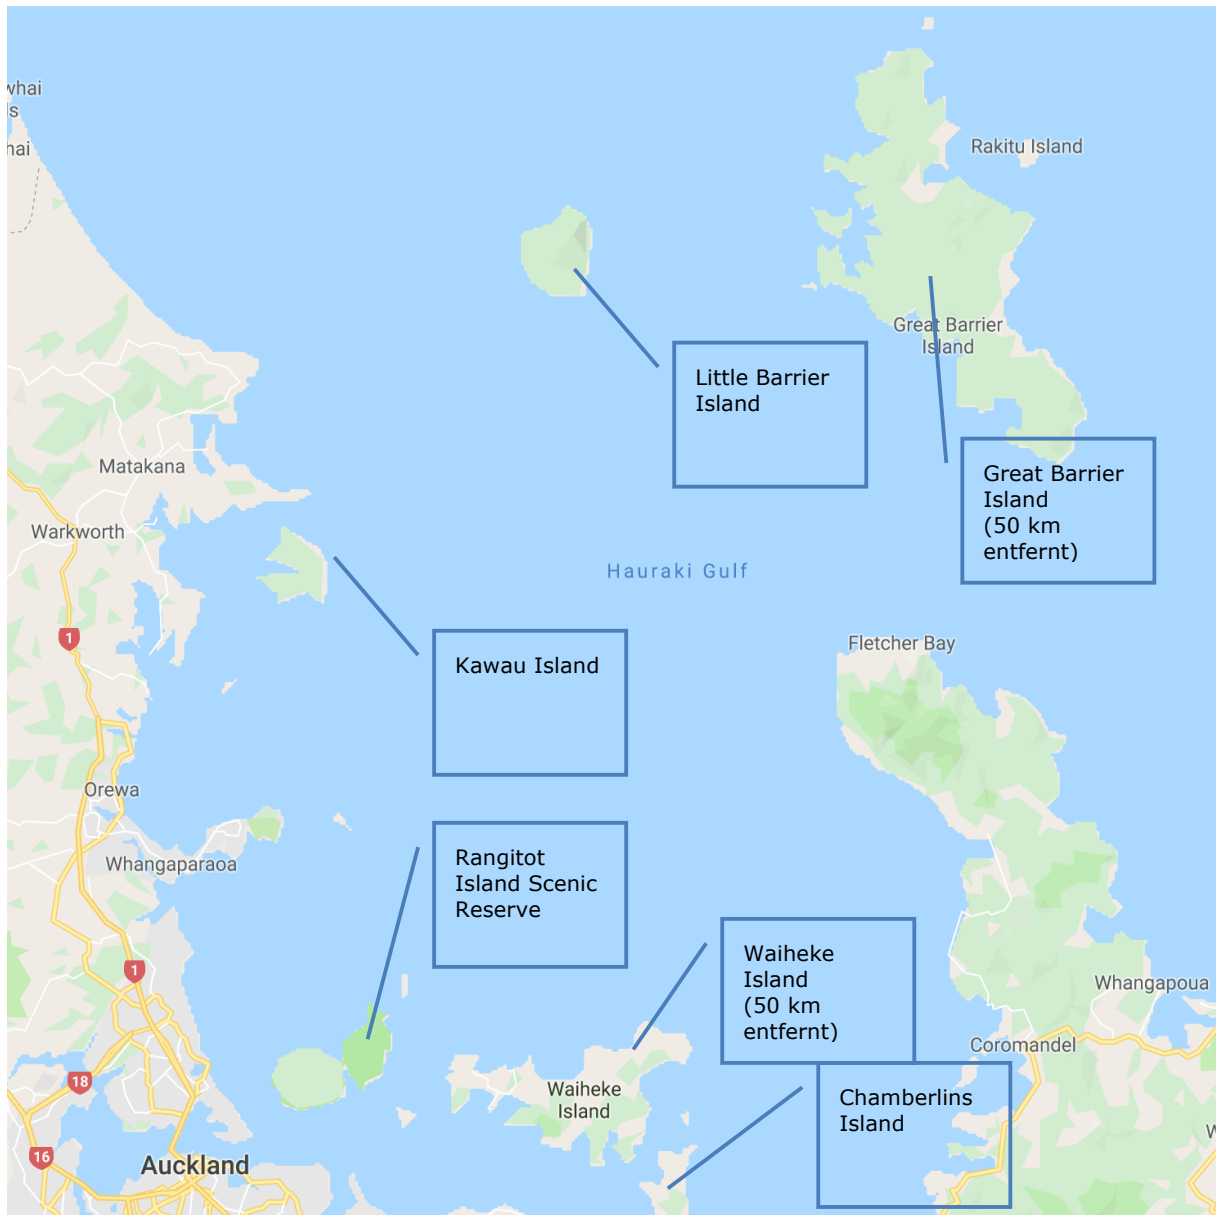 whai
s
nai
Rakitu Island
Great Barrier
Island
Little Barrier
Island
Matakana
Great Barrier
Island
(50 km
entfernt)
Warkworth
Hauraki Gulf
1
Fletcher Bay
Kawau Island
Orewa
Whangaparaoa
Rangitot
Island Scenic
Reserve
1
Waiheke
Island
(50 km
entfernt)
Whangapoua
Coromandel
18
Waiheke
Island
Chamberlins
Island
W
16
Auckland